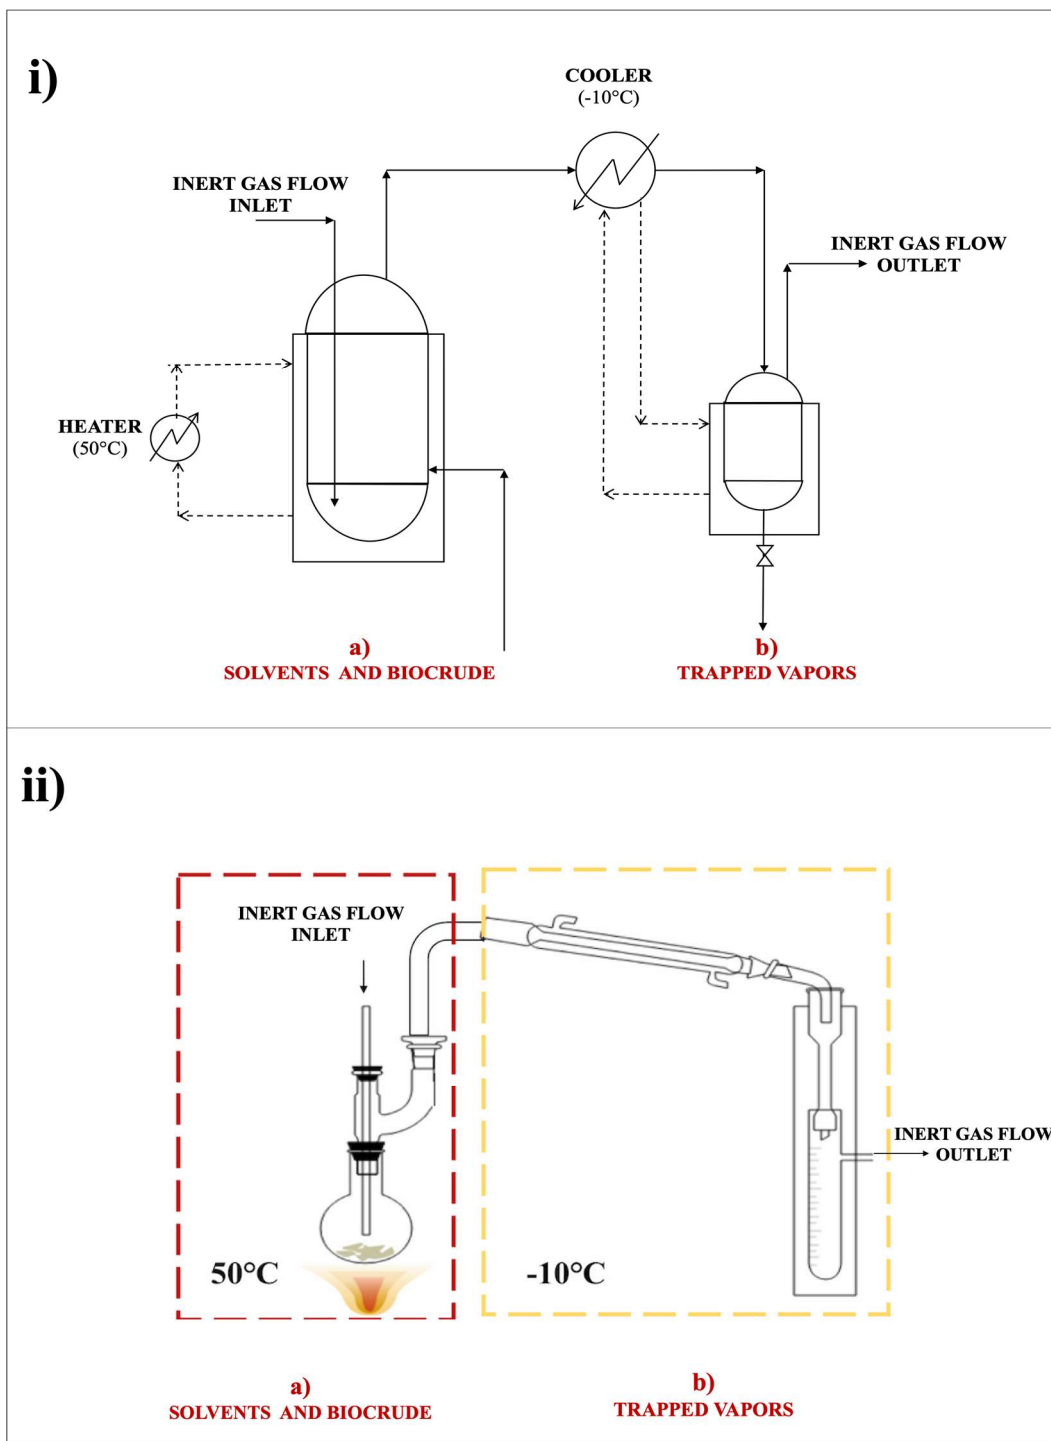 i)
COOLER
(-10°C)
INERT GAS FLOW
INLET
INERT GAS FLOW
OUTLET
HEATER
(50°C)
a)
SOLVENTS AND BIOCRUDE
b)
TRAPPED VAPORS
ii)
INERT GAS FLOW
INLET
INERT GAS FLOW
OUTLET
50°C
-10°C
a)
SOLVENTS AND BIOCRUDE
b)
TRAPPED VAPORS